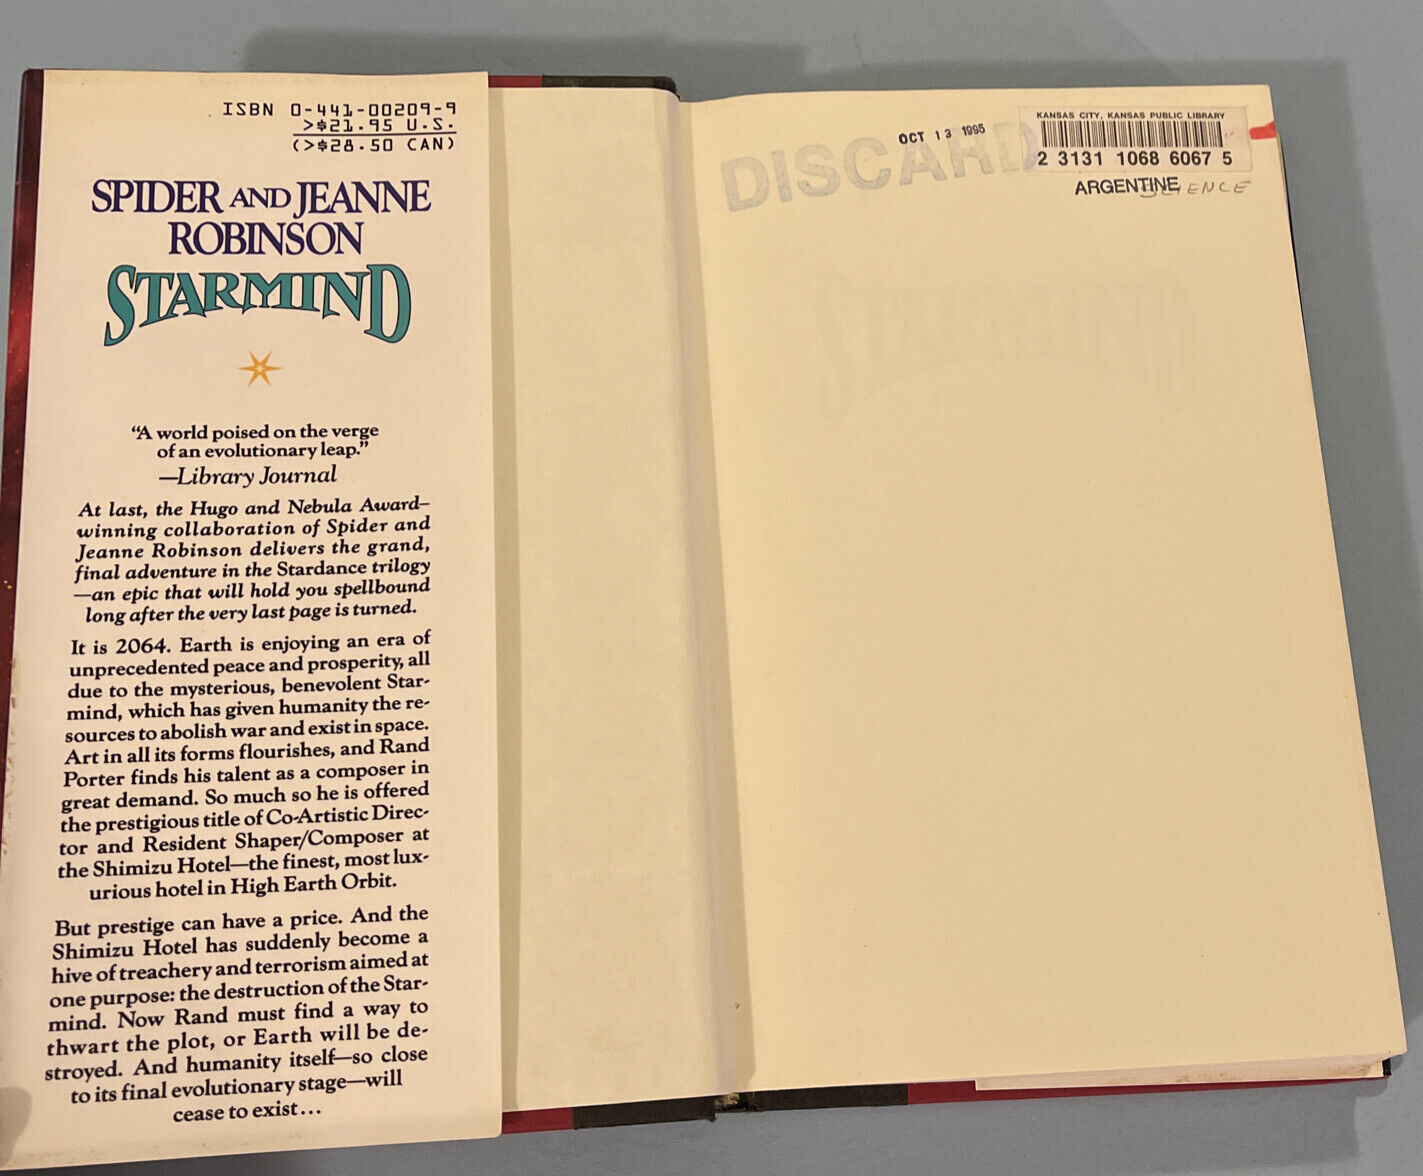 ISBN 0-441-00209-9
>$21.95 U.S.
(>$28.50 CAN)
SPIDER AND JEANNE
ROBINSON
STARMIND
“A world poised on the verge
of an evolutionary leap.”
—Library Journal
At last, the Hugo and Nebula Award–
winning collaboration of Spider and
Jeanne Robinson delivers the grand,
final adventure in the Stardance trilogy
—an epic that will hold you spellbound
long after the very last page is turned.
It is 2064. Earth is enjoying an era of
unprecedented peace and prosperity, all
due to the mysterious, benevolent Star-
mind, which has given humanity the re-
sources to abolish war and exist in space.
Art in all its forms flourishes, and Rand
Porter finds his talent as a composer in
great demand. So much so he is offered
the prestigious title of Co-Artistic Direc-
tor and Resident Shaper/Composer at
the Shimizu Hotel—the finest, most lux-
urious hotel in High Earth Orbit.
But prestige can have a price. And the
Shimizu Hotel has suddenly become a
hive of treachery and terrorism aimed at
one purpose: the destruction of the Star-
mind. Now Rand must find a way to
thwart the plot, or Earth will be de-
stroyed. And humanity itself—so close
to its final evolutionary stage—will
cease to exist...
DISCARD
OCT 13 1995
KANSAS CITY, KANSAS PUBLIC LIBRARY
2 3131 1068 6067 5
ARGENTINE
SCIENCE